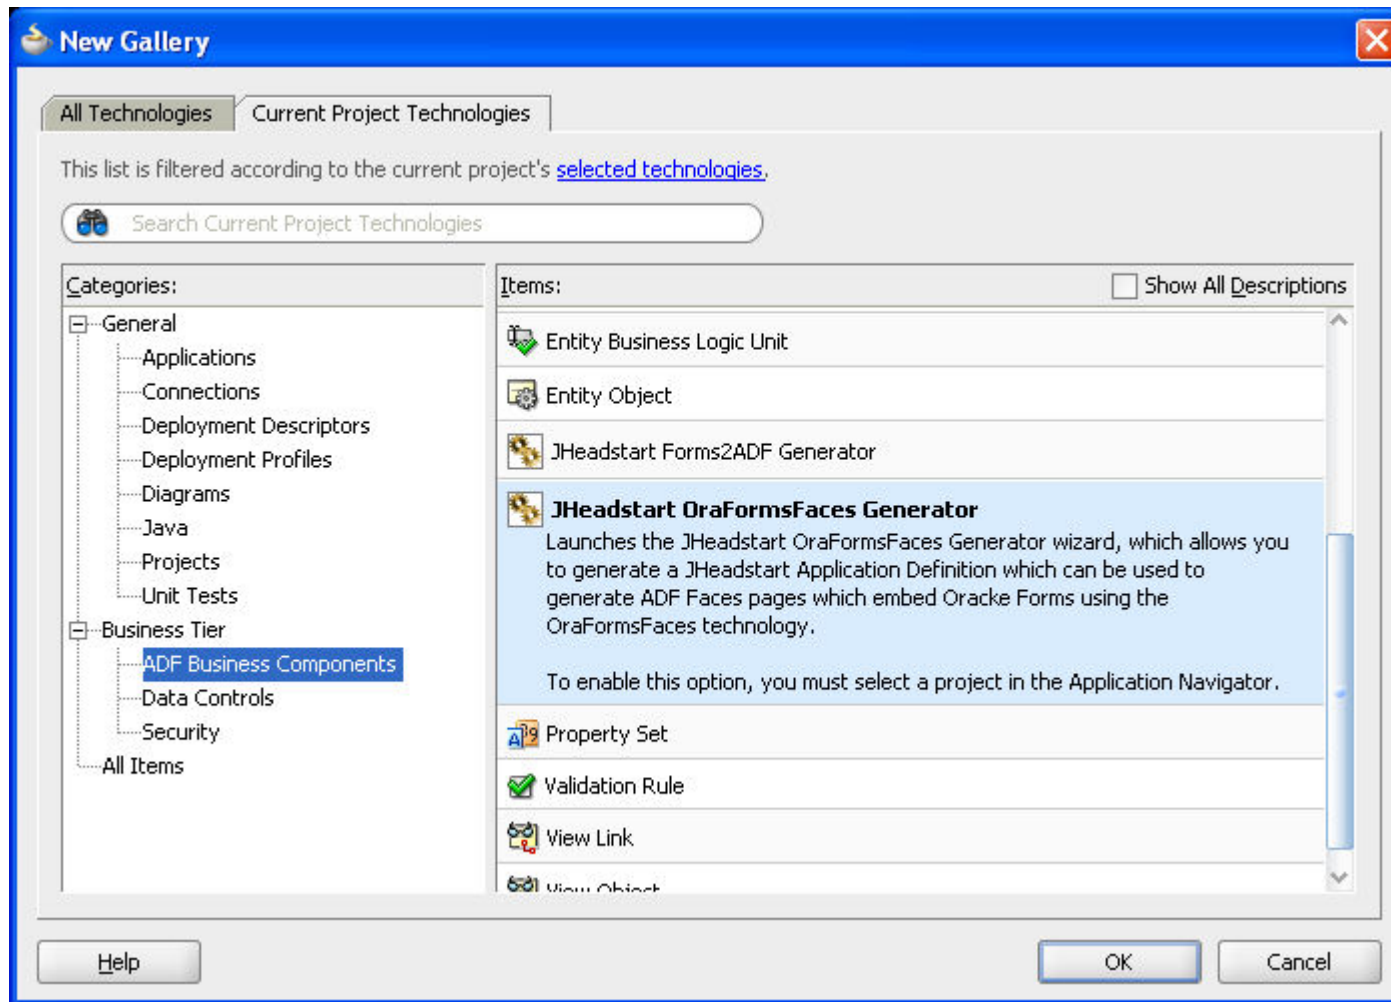 New Gallery
All Technologies
Current Project Technologies
This list is filtered according to the current project's selected technologies.
Search Current Project Technologies
Categories:
General
Applications
Connections
Deployment Descriptors
Deployment Profiles
Diagrams
Java
Projects
Unit Tests
Business Tier
ADF Business Components
Data Controls
Security
All Items
Items:
Show All Descriptions
Entity Business Logic Unit
Entity Object
JHeadstart Forms2ADF Generator
JHeadstart OraFormsFaces Generator
Launches the JHeadstart OraFormsFaces Generator wizard, which allows you
to generate a JHeadstart Application Definition which can be used to
generate ADF Faces pages which embed Oracke Forms using the
OraFormsFaces technology.
To enable this option, you must select a project in the Application Navigator.
Property Set
Validation Rule
View Link
View Object
Help
OK
Cancel